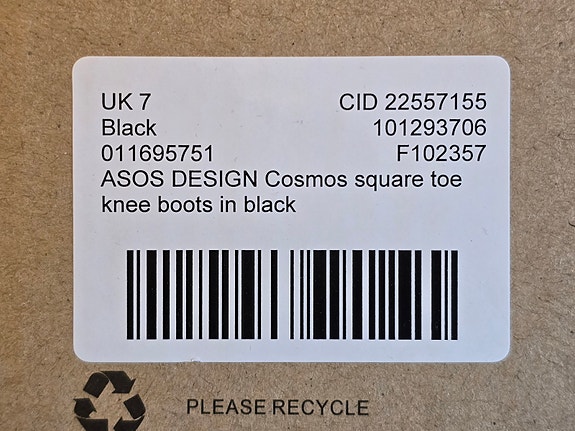 UK 7 CID 22557155
Black 101293706
011695751 F102357
ASOS DESIGN Cosmos square toe
knee boots in black
PLEASE RECYCLE